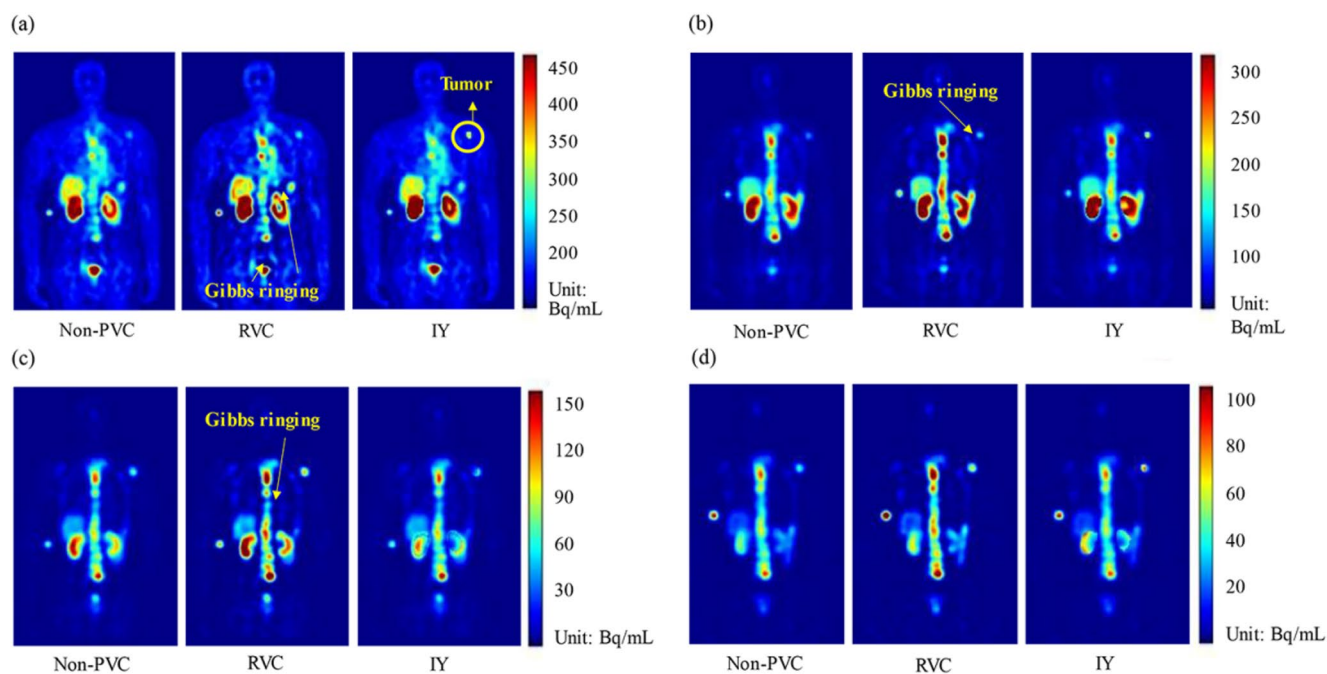 (a)
Tumor
Gibbs ringing
450
400
350
300
250
200
Unit:
Bq/mL
Non-PVC
RVC
IY
(b)
Gibbs ringing
300
250
200
150
100
Unit:
Bq/mL
Non-PVC
RVC
IY
(c)
Gibbs ringing
150
120
90
60
30
Unit: Bq/mL
Non-PVC
RVC
IY
(d)
100
80
60
40
20
Unit: Bq/mL
Non-PVC
RVC
IY